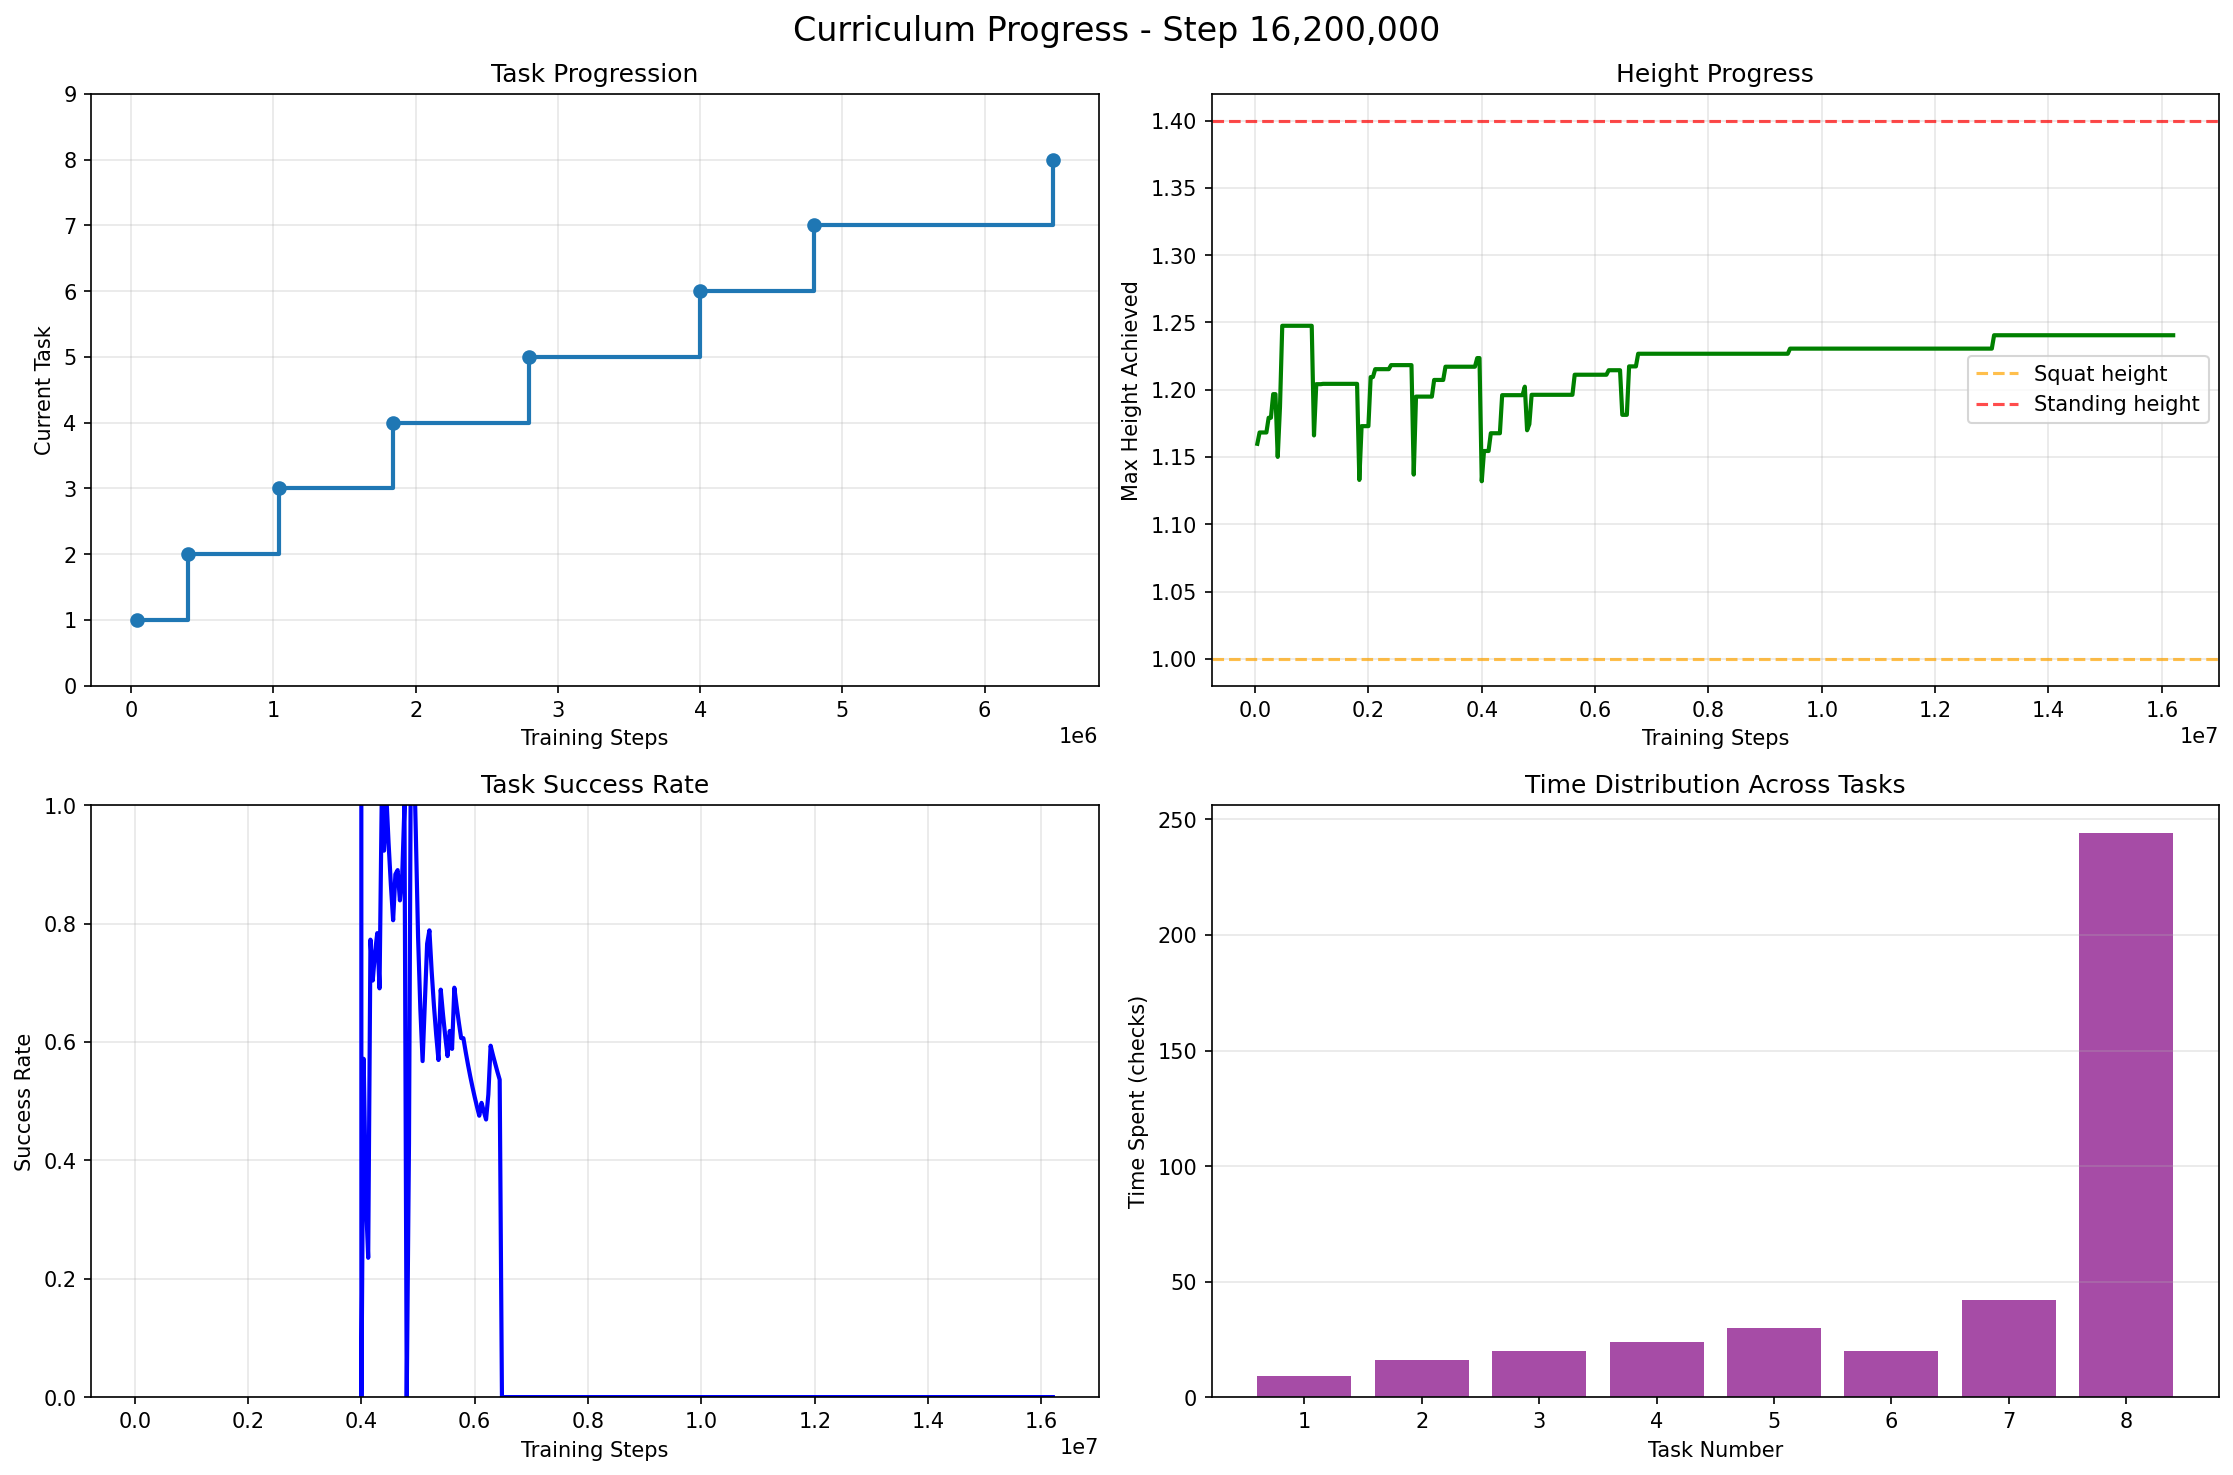 Curriculum Progress - Step 16,200,000
Task Progression
Current Task
9
8
7
6
5
4
3
2
1
0
0 1 2 3 4 5 6
1e6
Training Steps
Height Progress
Max Height Achieved
1.40
1.35
1.30
1.25
1.20
1.15
1.10
1.05
1.00
Squat height
Standing height
0.0 0.2 0.4 0.6 0.8 1.0 1.2 1.4 1.6
1e7
Training Steps
Task Success Rate
Success Rate
1.0
0.8
0.6
0.4
0.2
0.0
0.0 0.2 0.4 0.6 0.8 1.0 1.2 1.4 1.6
1e7
Training Steps
Time Distribution Across Tasks
Time Spent (checks)
250
200
150
100
50
0
1 2 3 4 5 6 7 8
Task Number